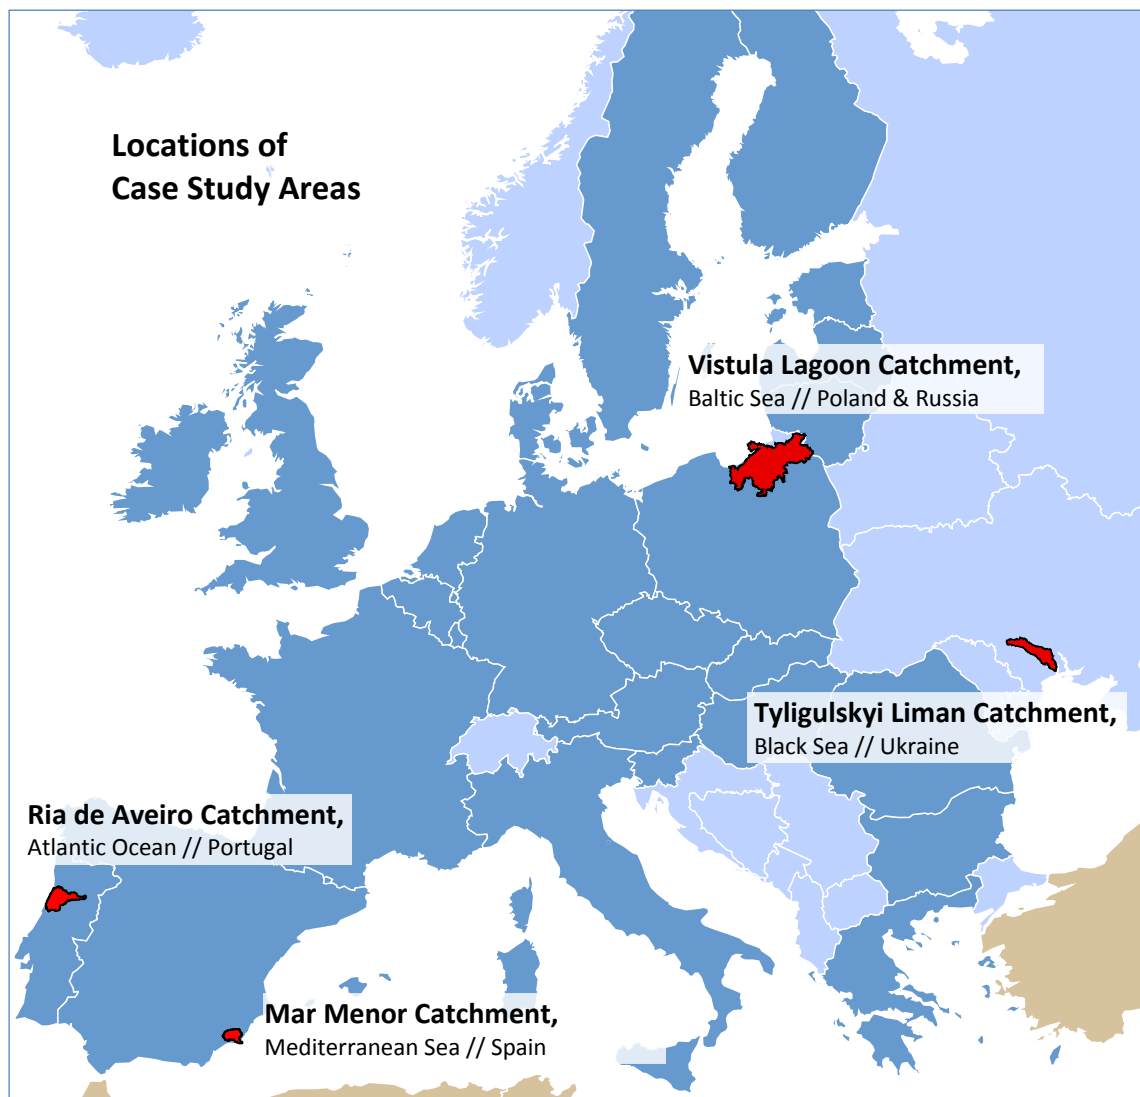 Locations of
Case Study Areas
Vistula Lagoon Catchment,
Baltic Sea // Poland & Russia
Tyligulskyi Liman Catchment,
Black Sea // Ukraine
Ria de Aveiro Catchment,
Atlantic Ocean // Portugal
Mar Menor Catchment,
Mediterranean Sea // Spain